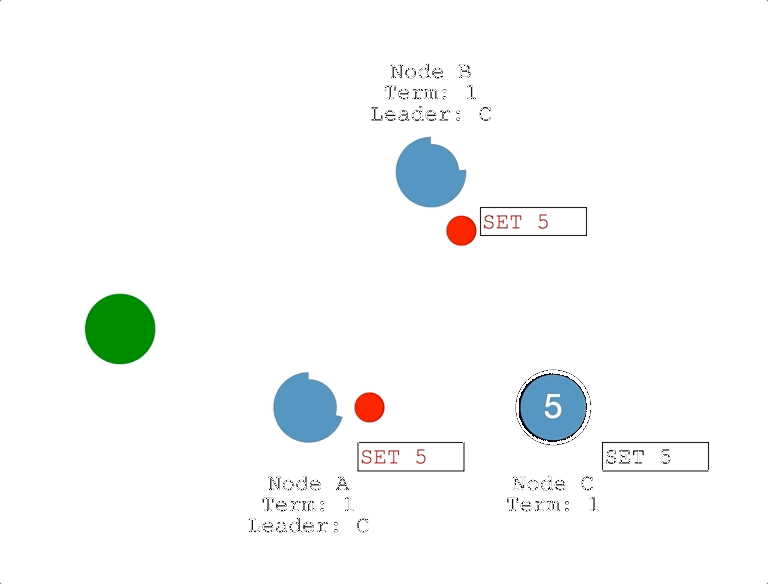 Node B
Term: 1
Leader: C
SET 5
5
SET 5
SET 5
Node A
Term: 1
Leader: C
Node C
Term: 1